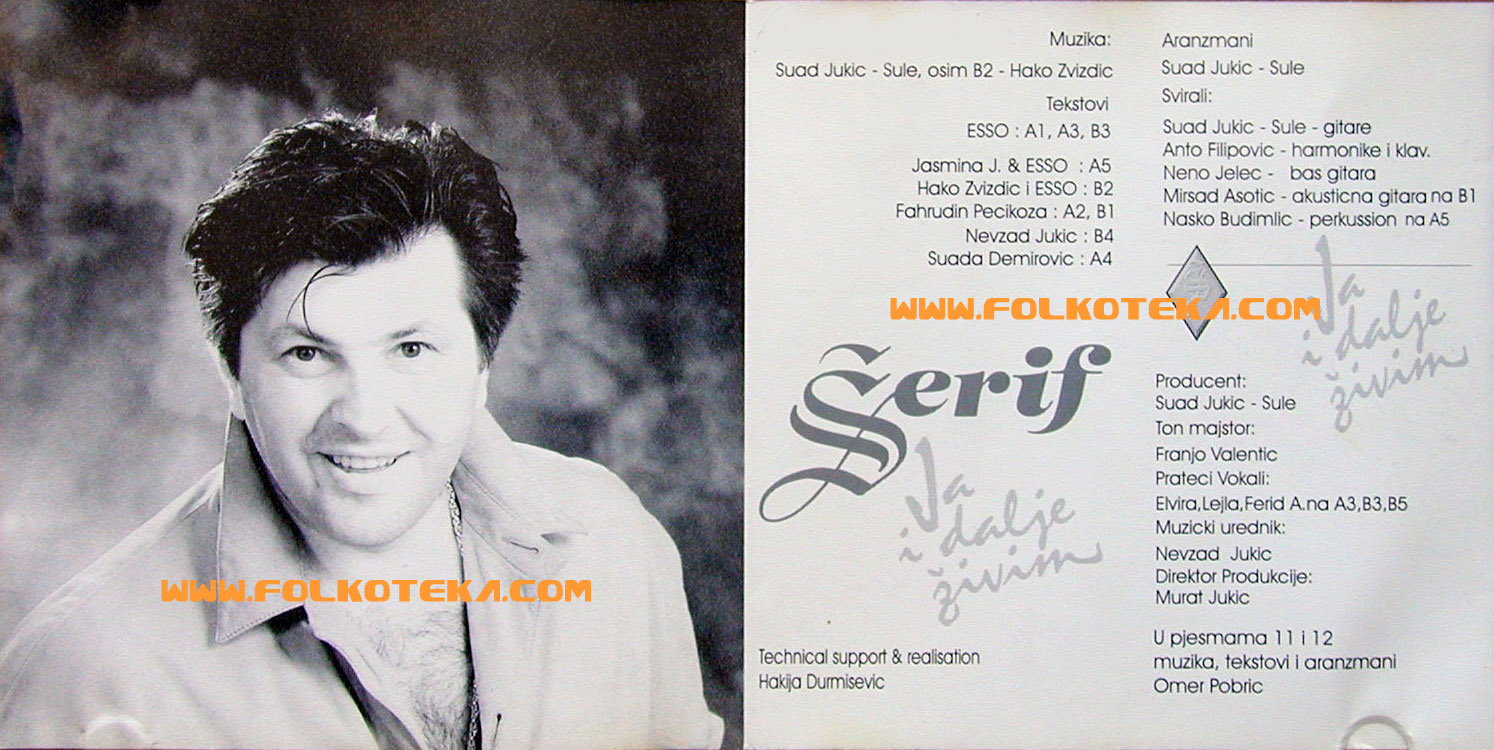 WWW.FOLKOTEKA.COM
Muzika:
Suad Jukic - Sule, osim B2 - Hako Zvizdic
Tekstovi
ESSO : A1, A3, B3
Jasmina J. & ESSO : A5
Hako Zvizdic i ESSO : B2
Fahrudin Pecikoza : A2, B1
Nevzad Jukic : B4
Suada Demirovic : A4
Šerif
Ja
i dalje
živim
Technical support & realisation
Hakija Durmisevic
Aranzmani
Suad Jukic - Sule
Svirali:
Suad Jukic - Sule - gitare
Anto Filipovic - harmonike i klav.
Neno Jelec - bas gitara
Mirsad Asotic - akusticna gitara na B1
Nasko Budimlic - perkussion na A5
WWW.FOLKOTEKA.COM
Ja
i dalje
živim
Producent:
Suad Jukic - Sule
Ton majstor:
Franjo Valentic
Prateci Vokali:
Elvira,Lejla,Ferid A.na A3,B3,B5
Muzicki urednik:
Nevzad Jukic
Direktor Produkcije:
Murat Jukic
U pjesmama 11 i 12
muzika, tekstovi i aranzmani
Omer Pobric